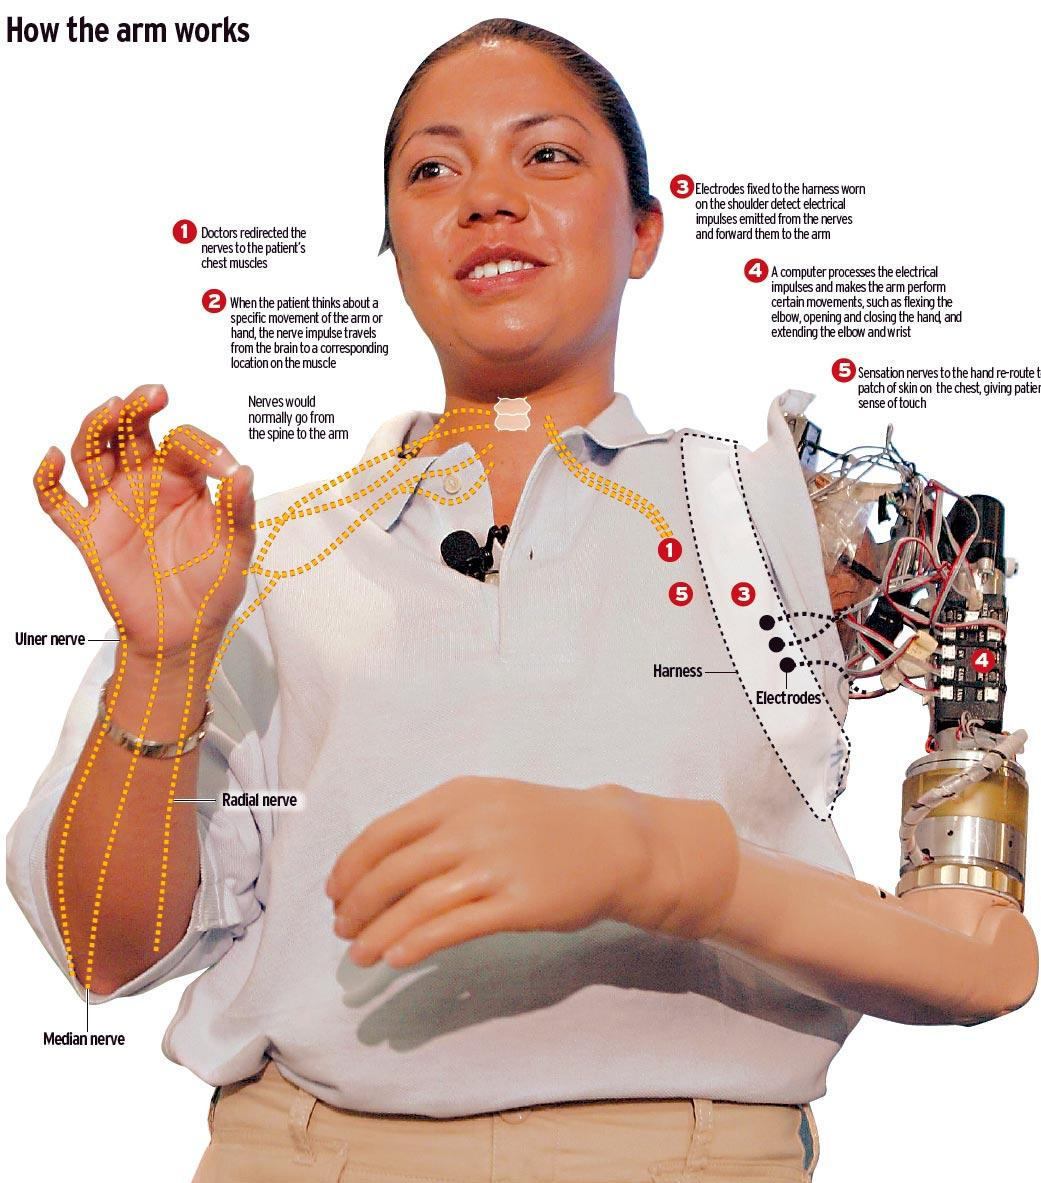 How the arm works
1 Doctors redirected the
nerves to the patient's
chest muscles
2 When the patient thinks about a
specific movement of the arm or
hand, the nerve impulse travels
from the brain to a corresponding
location on the muscle
Nerves would
normally go from
the spine to the arm
3 Electrodes fixed to the harness worn
on the shoulder detect electrical
impulses emitted from the nerves
and forward them to the arm
4 A computer processes the electrical
impulses and makes the arm perform
certain movements, such as flexing the
elbow, opening and closing the hand, and
extending the elbow and wrist
5 Sensation nerves to the hand re-route t
patch of skin on the chest, giving patier
sense of touch
1
5
3
4
Ulner nerve
Harness
Electrodes
Radial nerve
Median nerve